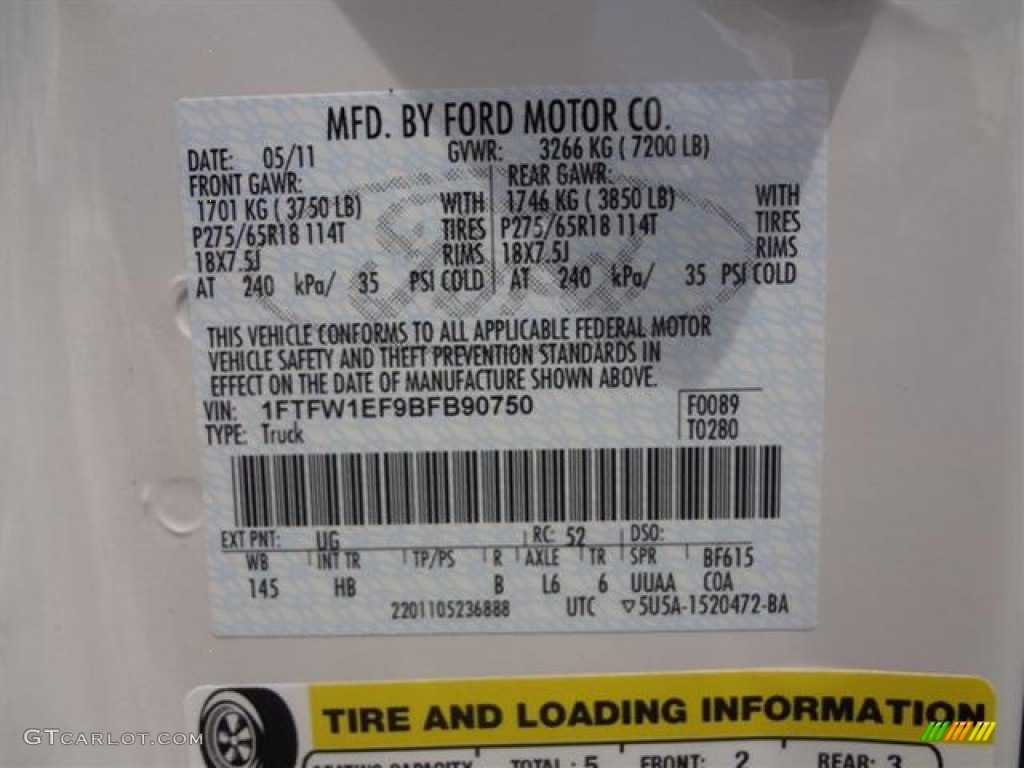 MFD. BY FORD MOTOR CO.
DATE: 05/11 GVWR: 3266 KG ( 7200 LB)
FRONT GAWR: REAR GAWR:
1701 KG ( 3750 LB) WITH 1746 KG ( 3850 LB) WITH
P275/65R18 114T TIRES P275/65R18 114T TIRES
18X7.5J RIMS 18X7.5J RIMS
AT 240 kPa/ 35 PSI COLD AT 240 kPa/ 35 PSI COLD
THIS VEHICLE CONFORMS TO ALL APPLICABLE FEDERAL MOTOR
VEHICLE SAFETY AND THEFT PREVENTION STANDARDS IN
EFFECT ON THE DATE OF MANUFACTURE SHOWN ABOVE.
VIN: 1FTFW1EF9BFB90750 F0089
TYPE: Truck T0280
EXT PNT: UG RC: 52 DSO:
WB INT TR TP/PS R AXLE TR SPR BF615
145 HB B L6 6 UUAA COA
2201105236888 UTC ▽5U5A-1520472-BA
TIRE AND LOADING INFORMATION
SEATING CAPACITY TOTAL : 5 FRONT: 2 REAR: 3
GTCARLOT.COM